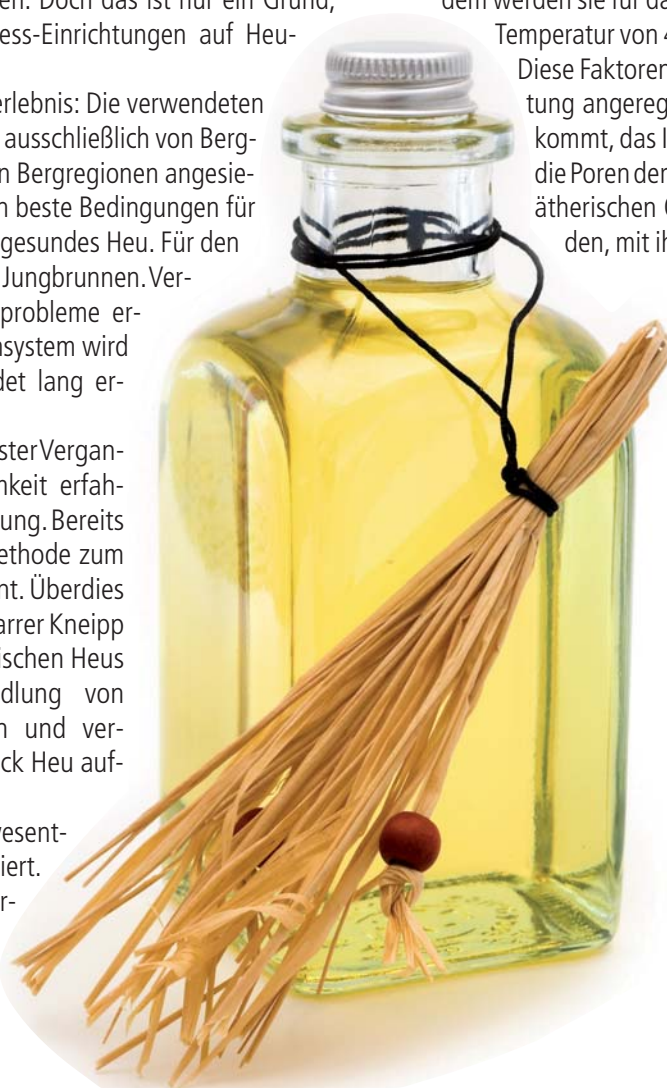 en. Doch das ist nur ein Grund,
ess-Einrichtungen auf Heu-
erlebnis: Die verwendeten
ausschließlich von Berg-
n Bergregionen angesie-
n beste Bedingungen für
gesundes Heu. Für den
Jungbrunnen. Ver-
probleme er-
nsystem wird
det lang er-
ster Vergan-
nkeit erfah-
ung. Bereits
ethode zum
nt. Überdies
arrer Kneipp
ischen Heus
dlung von
n und ver-
ck Heu auf-
wesent-
iert.
r-
dem werden sie für da
Temperatur von 4
Diese Faktoren
tung angereg
kommt, das
die Poren der
ätherischen
den, mit ih